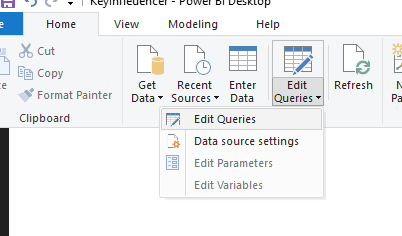 Keyinfluencer - Power BI Desktop
Home
View
Modeling
Help
Cut
Copy
Format Painter
Clipboard
Get Data
Recent Sources
Enter Data
Edit Queries
Refresh
Edit Queries
Data source settings
Edit Parameters
Edit Variables